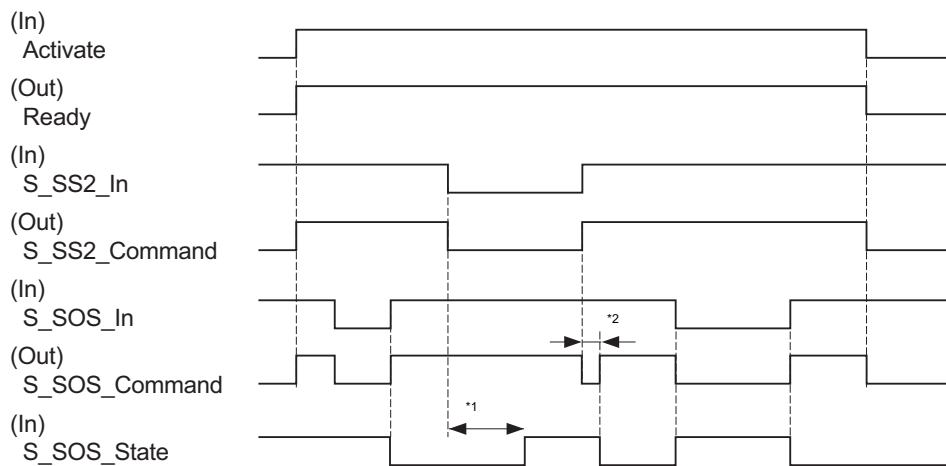 (In)
Activate
(Out)
Ready
(In)
S_SS2_In
(Out)
S_SS2_Command
(In)
S_SOS_In
*2
(Out)
S_SOS_Command
*1
(In)
S_SOS_State